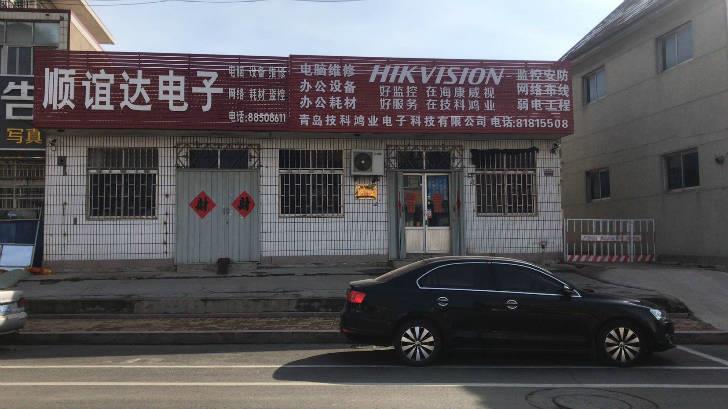 顺谊达电子
电脑 设备 维修
网络 耗材 监控
电话:88508611
电脑维修
办公设备
办公耗材
HIKVISION
好监控 在海康威视
好服务 在技科鸿业
监控安防
网络布线
弱电工程
青岛技科鸿业电子科技有限公司 电话:81815508
告
写真
财
财